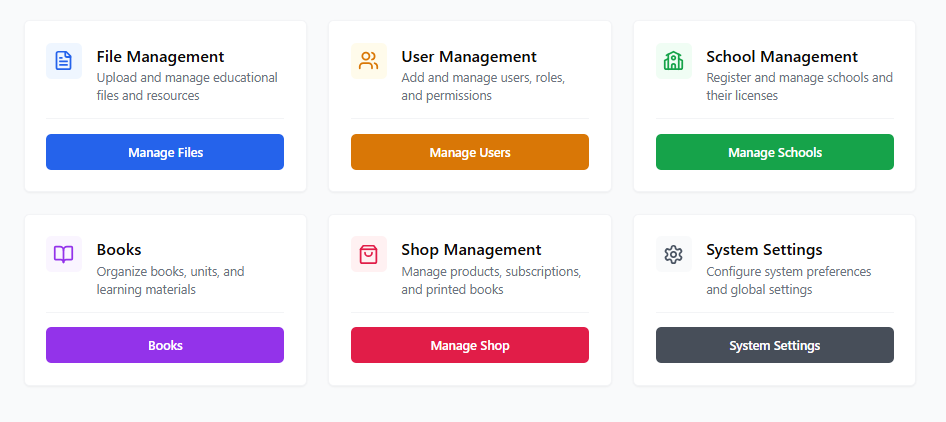 File Management
Upload and manage educational
files and resources
Manage Files
User Management
Add and manage users, roles,
and permissions
Manage Users
School Management
Register and manage schools and
their licenses
Manage Schools
Books
Organize books, units, and
learning materials
Books
Shop Management
Manage products, subscriptions,
and printed books
Manage Shop
System Settings
Configure system preferences
and global settings
System Settings